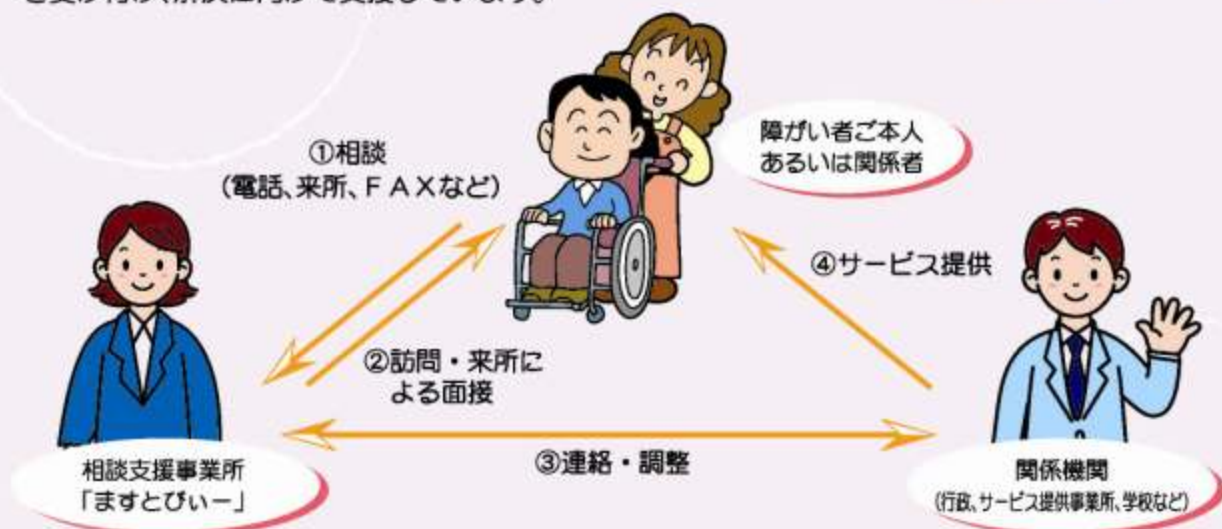 ①相談
(電話、来所、ＦＡＸなど)
障がい者ご本人
あるいは関係者
④サービス提供
②訪問・来所に
よる面接
③連絡・調整
相談支援事業所
「ますとびぃー」
関係機関
(行政、サービス提供事業所、学校など)